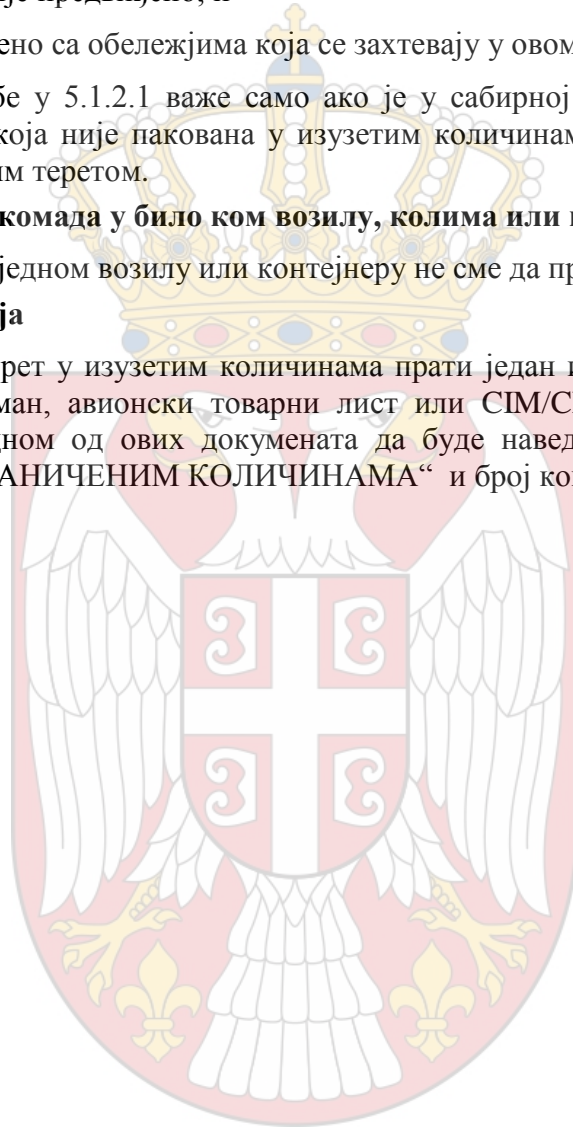 ено са обележјима која се захтевају у овом
бе у 5.1.2.1 важе само ако је у сабирној
која није пакована у изузетим количинам
им теретом.
комада у било ком возилу, колима или
једном возилу или контејнеру не сме да пр
ја
рет у изузетим количинама прати један и
ман, авионски товарни лист или CIM/C
дном од ових докумената да буде навед
АНИЧЕНИМ КОЛИЧИНАМА“ и број ко